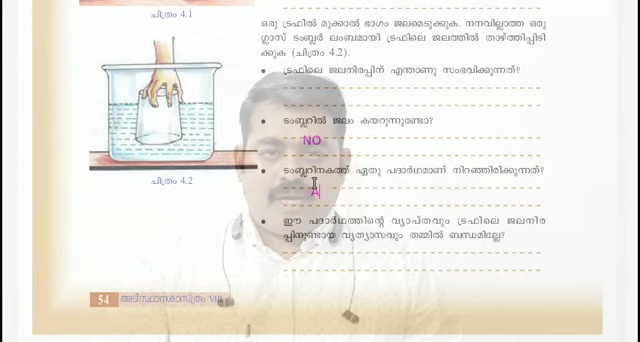 ചിത്രം 4.1
ഒരു ട്രഫിൽ മുക്കാൽ ഭാഗം ജലമെടുക്കുക. നനവില്ലാത്ത ഒരു
ഗ്ലാസ് ടംബ്ലർ ലംബമായി ട്രഫിലെ ജലത്തിൽ താഴ്ത്തിപ്പിടി
ക്കുക (ചിത്രം 4.2).
• ട്രഫിലെ ജലനിരപ്പിന് എന്താണു സംഭവിക്കുന്നത്?
• ടംബ്ലറിൽ ജലം കയറുന്നുണ്ടോ?
NO
• ടംബ്ലറിനകത്ത് ഏതു പദാർഥമാണ് നിറഞ്ഞിരിക്കുന്നത്?
A
ചിത്രം 4.2
• ഈ പദാർഥത്തിന്റെ വ്യാപ്തവും ട്രഫിലെ ജലനിര
പ്പിനുണ്ടായ വ്യത്യാസവും തമ്മിൽ ബന്ധമില്ലേ?
54 അടിസ്ഥാനശാസ്ത്രം VIII